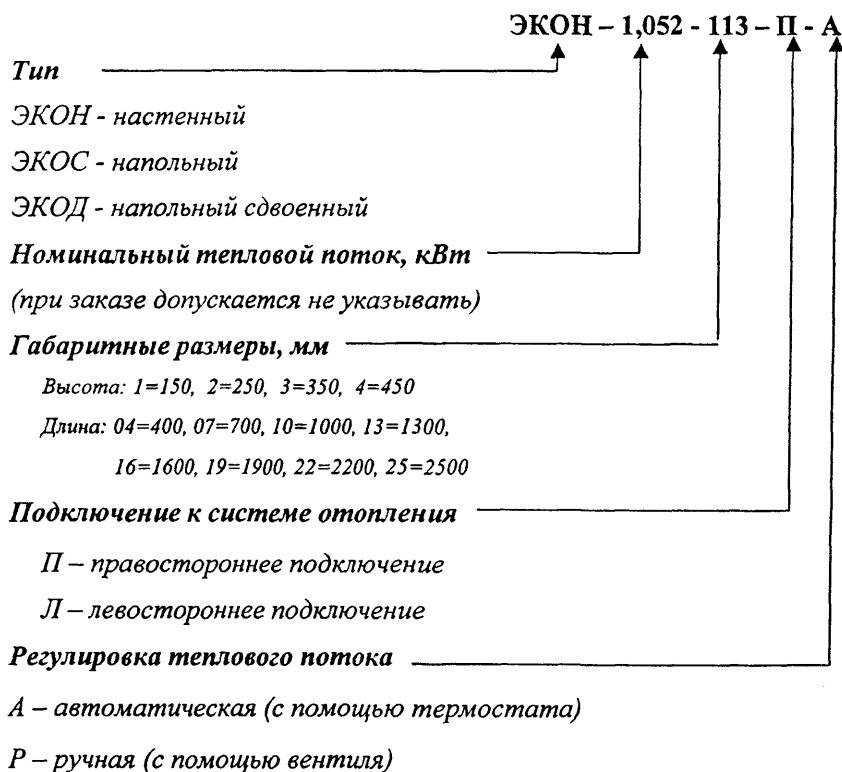 ЭКОН – 1,052 - 113 – П - А
Тип
ЭКОН - настенный
ЭКОС - напольный
ЭКОД - напольный сдвоенный
Номинальный тепловой поток, кВт
(при заказе допускается не указывать)
Габаритные размеры, мм
Высота: 1=150, 2=250, 3=350, 4=450
Длина: 04=400, 07=700, 10=1000, 13=1300,
16=1600, 19=1900, 22=2200, 25=2500
Подключение к системе отопления
П – правостороннее подключение
Л – левостороннее подключение
Регулировка теплового потока
А – автоматическая (с помощью термостата)
Р – ручная (с помощью вентиля)